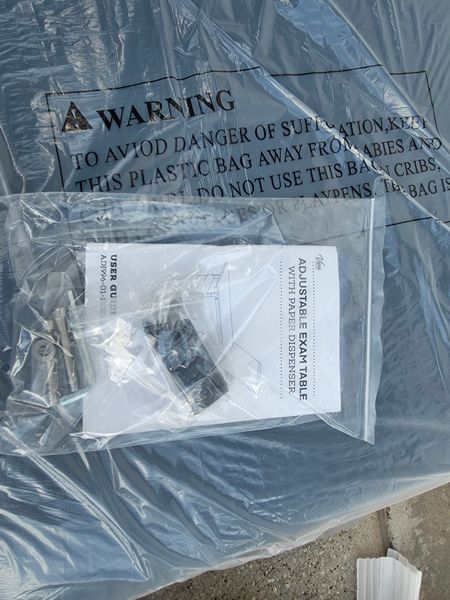 WARNING
TO AVIOD DANGER OF SUFFOCATION,KEEP
THIS PLASTIC BAG AWAY FROM BABIES AND
DO NOT USE THIS BAG IN CRIBS,
PLAYPENS, THE BAG IS
ADJUSTABLE EXAM TABLE
WITH PAPER DISPENSER
USER GUIDE